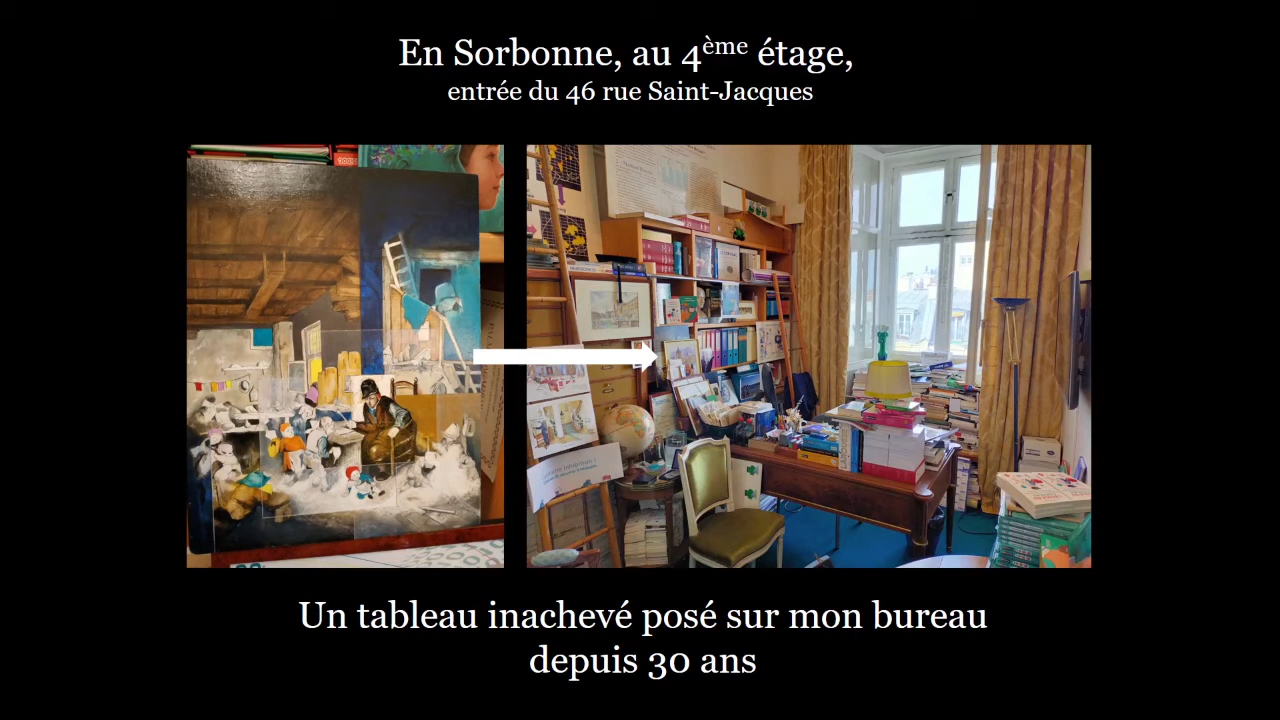 En Sorbonne, au 4ème étage,
entrée du 46 rue Saint-Jacques
Un tableau inachevé posé sur mon bureau
depuis 30 ans